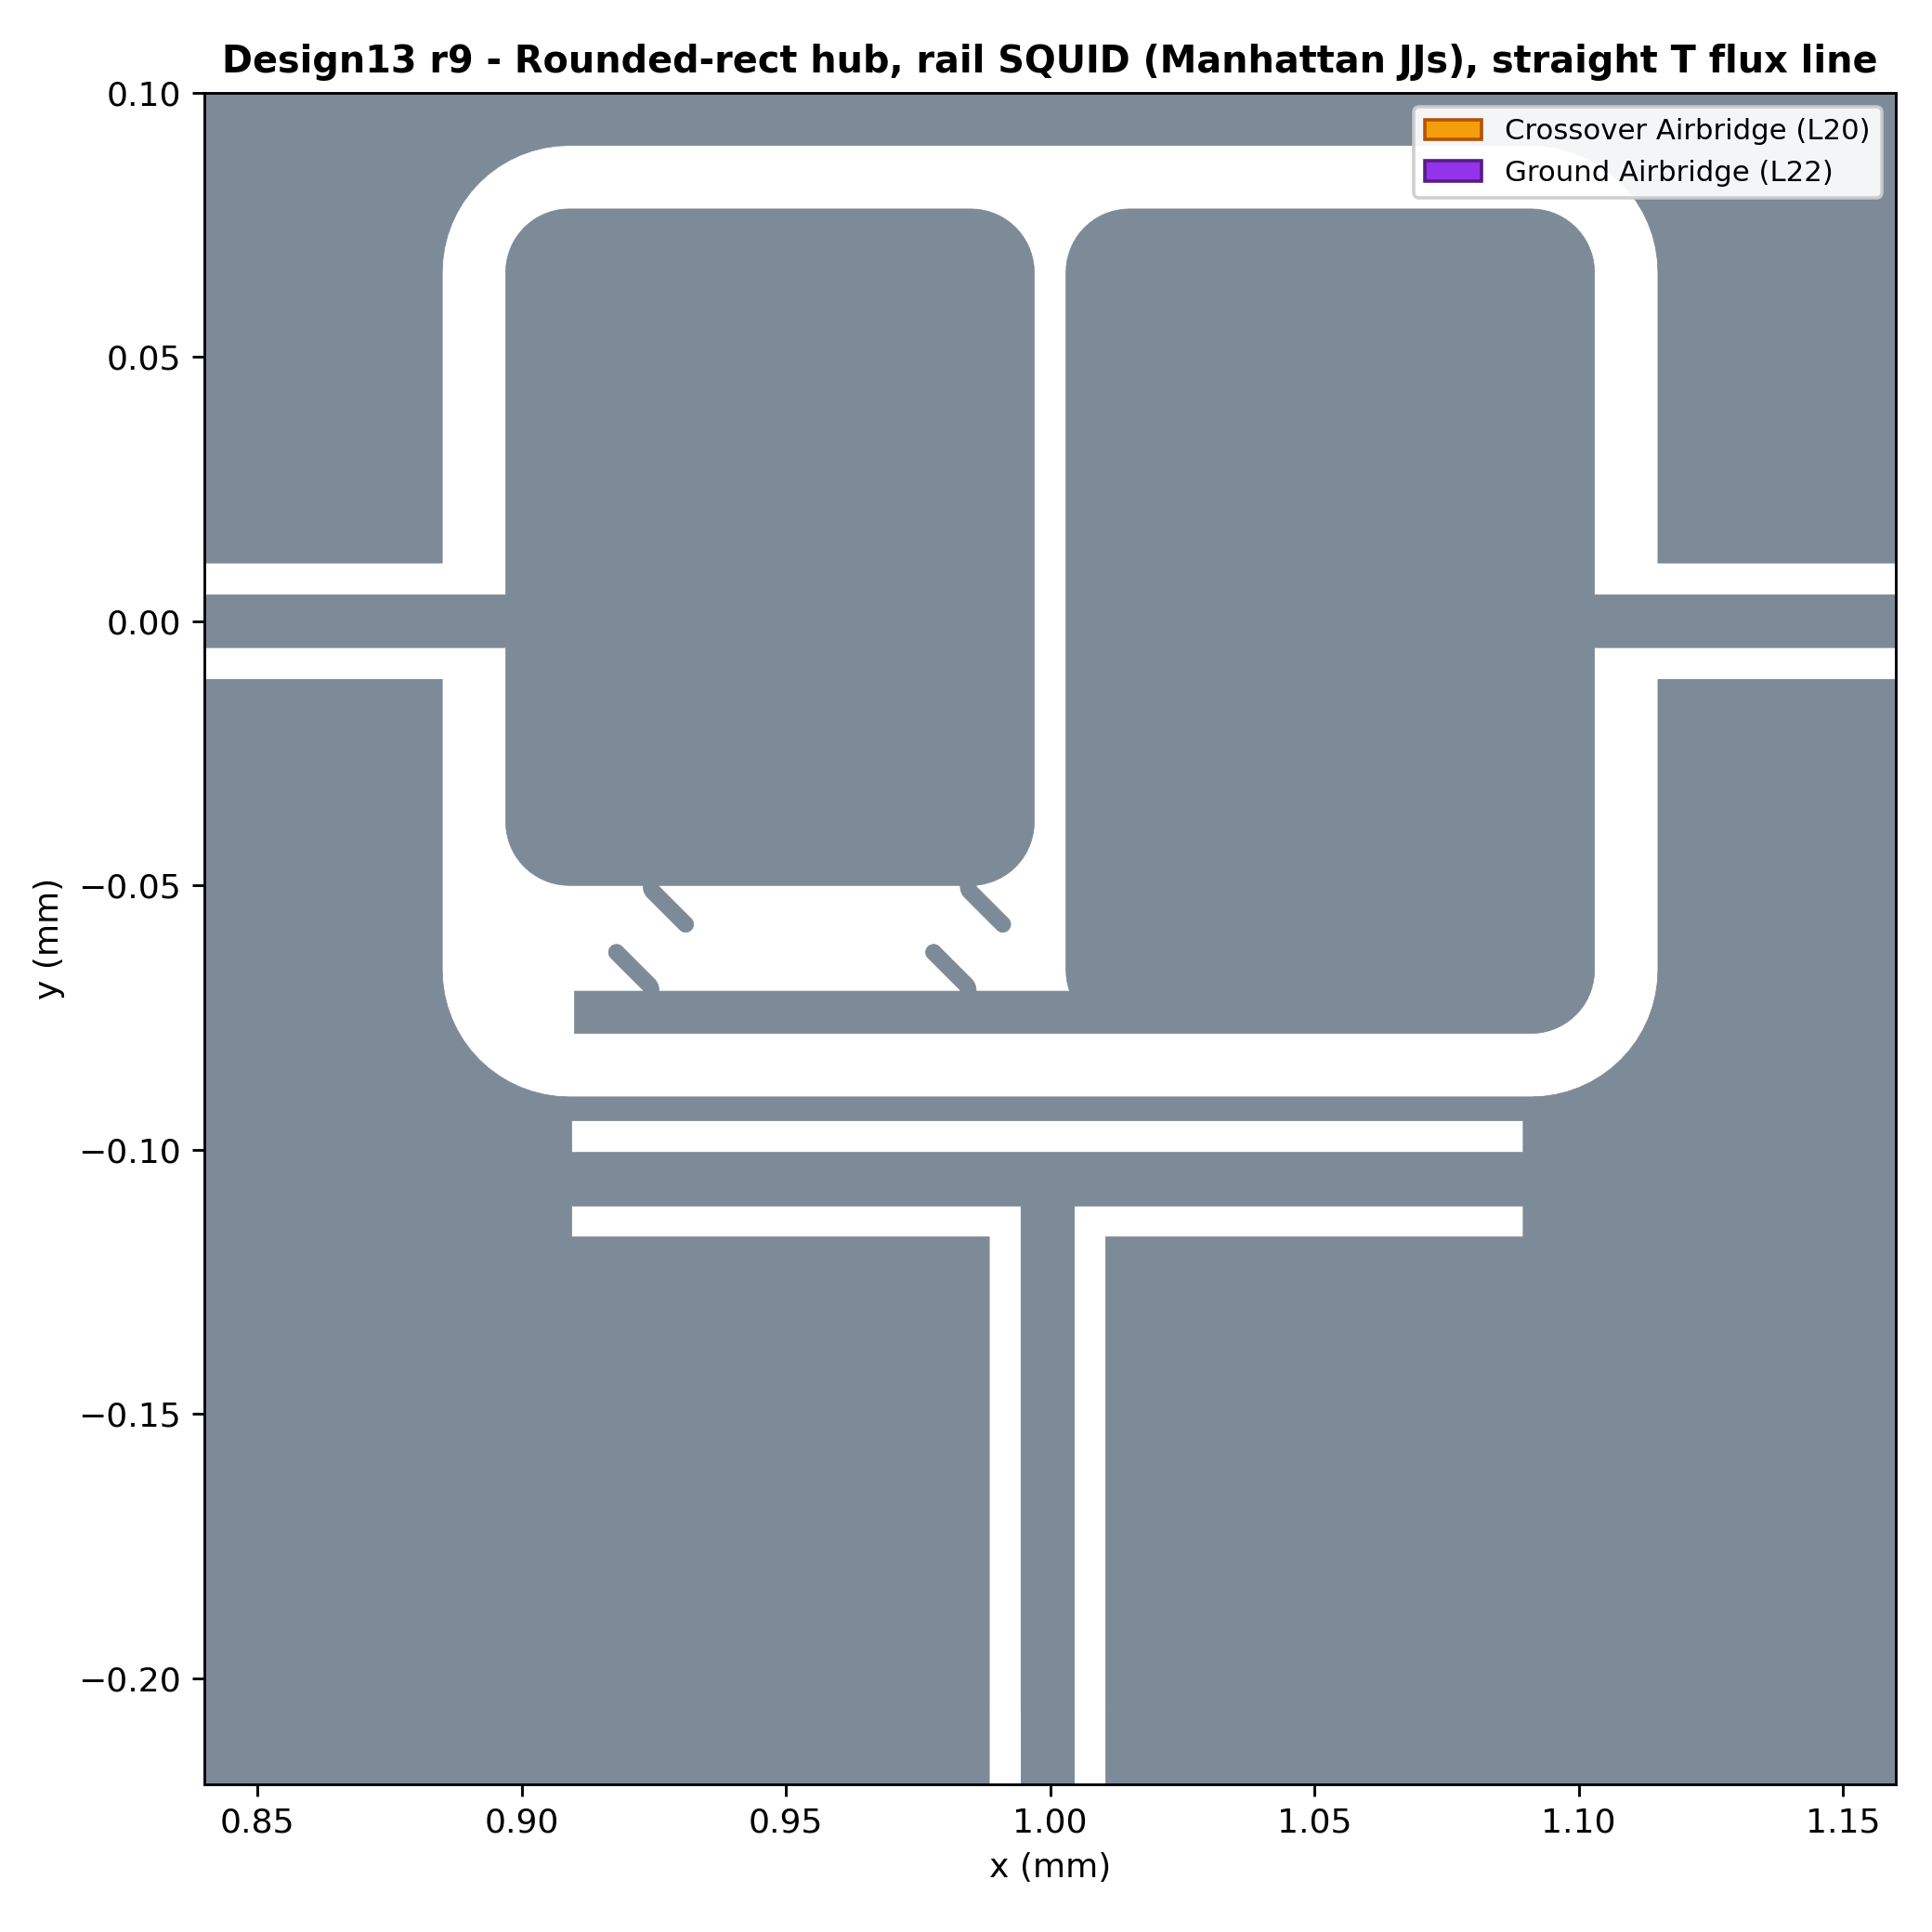 Design13 r9 - Rounded-rect hub, rail SQUID (Manhattan JJs), straight T flux line
Crossover Airbridge (L20)
Ground Airbridge (L22)
0.10
0.05
0.00
−0.05
−0.10
−0.15
−0.20
y (mm)
0.85 0.90 0.95 1.00 1.05 1.10 1.15
x (mm)